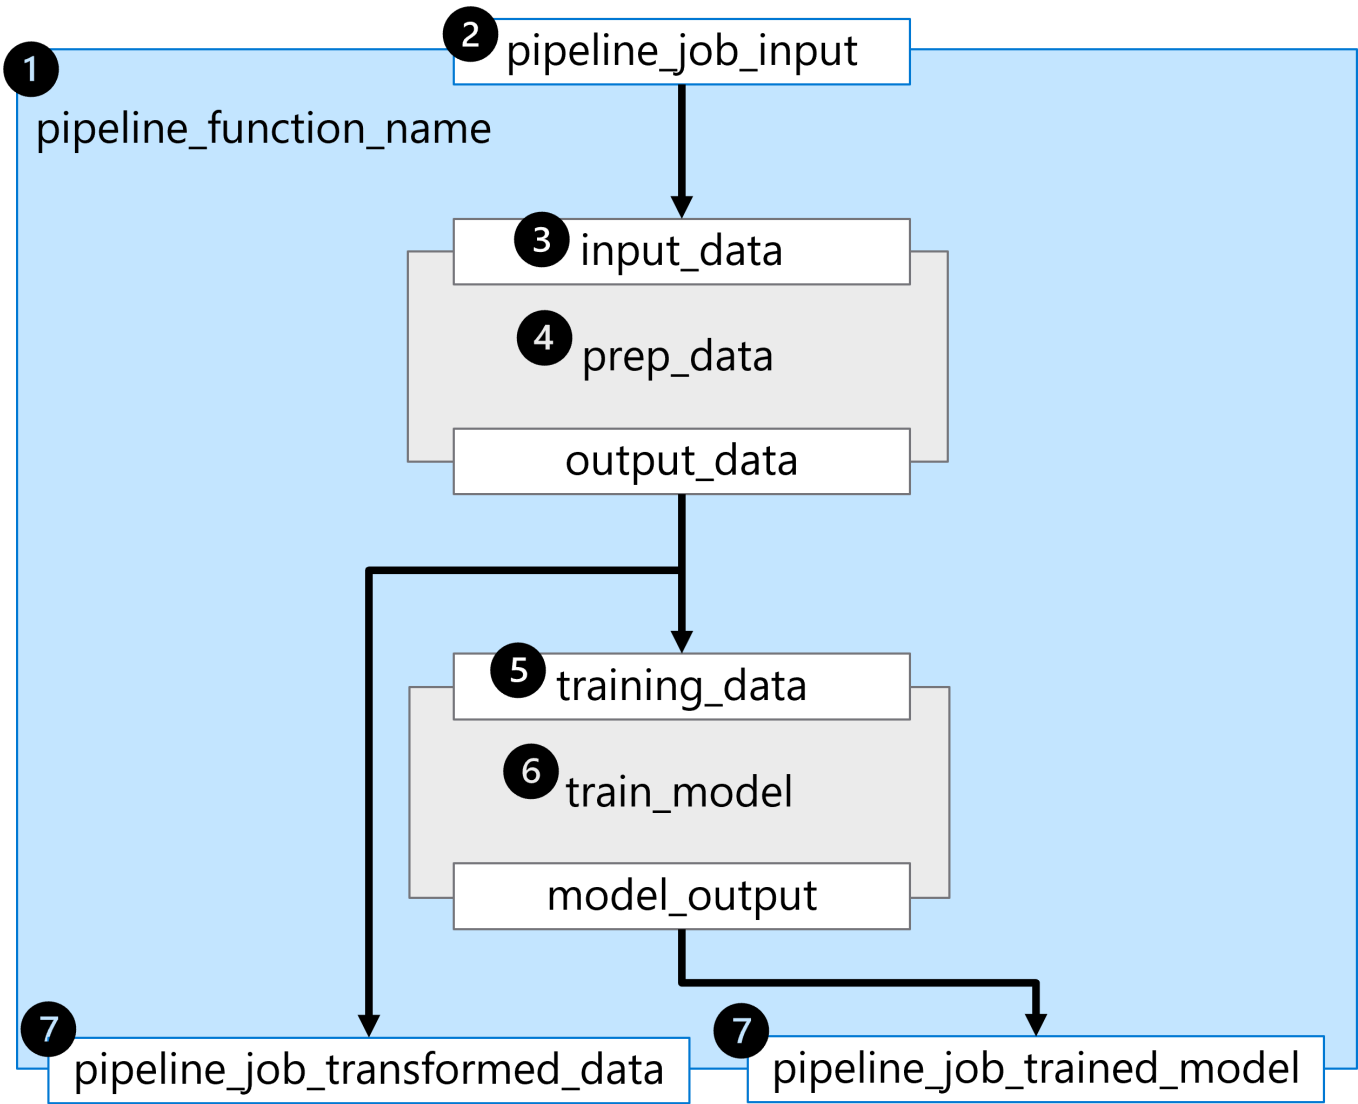 2 pipeline_job_input
1
pipeline_function_name
3 input_data
4 prep_data
output_data
5 training_data
6 train_model
model_output
7 pipeline_job_transformed_data
7 pipeline_job_trained_model